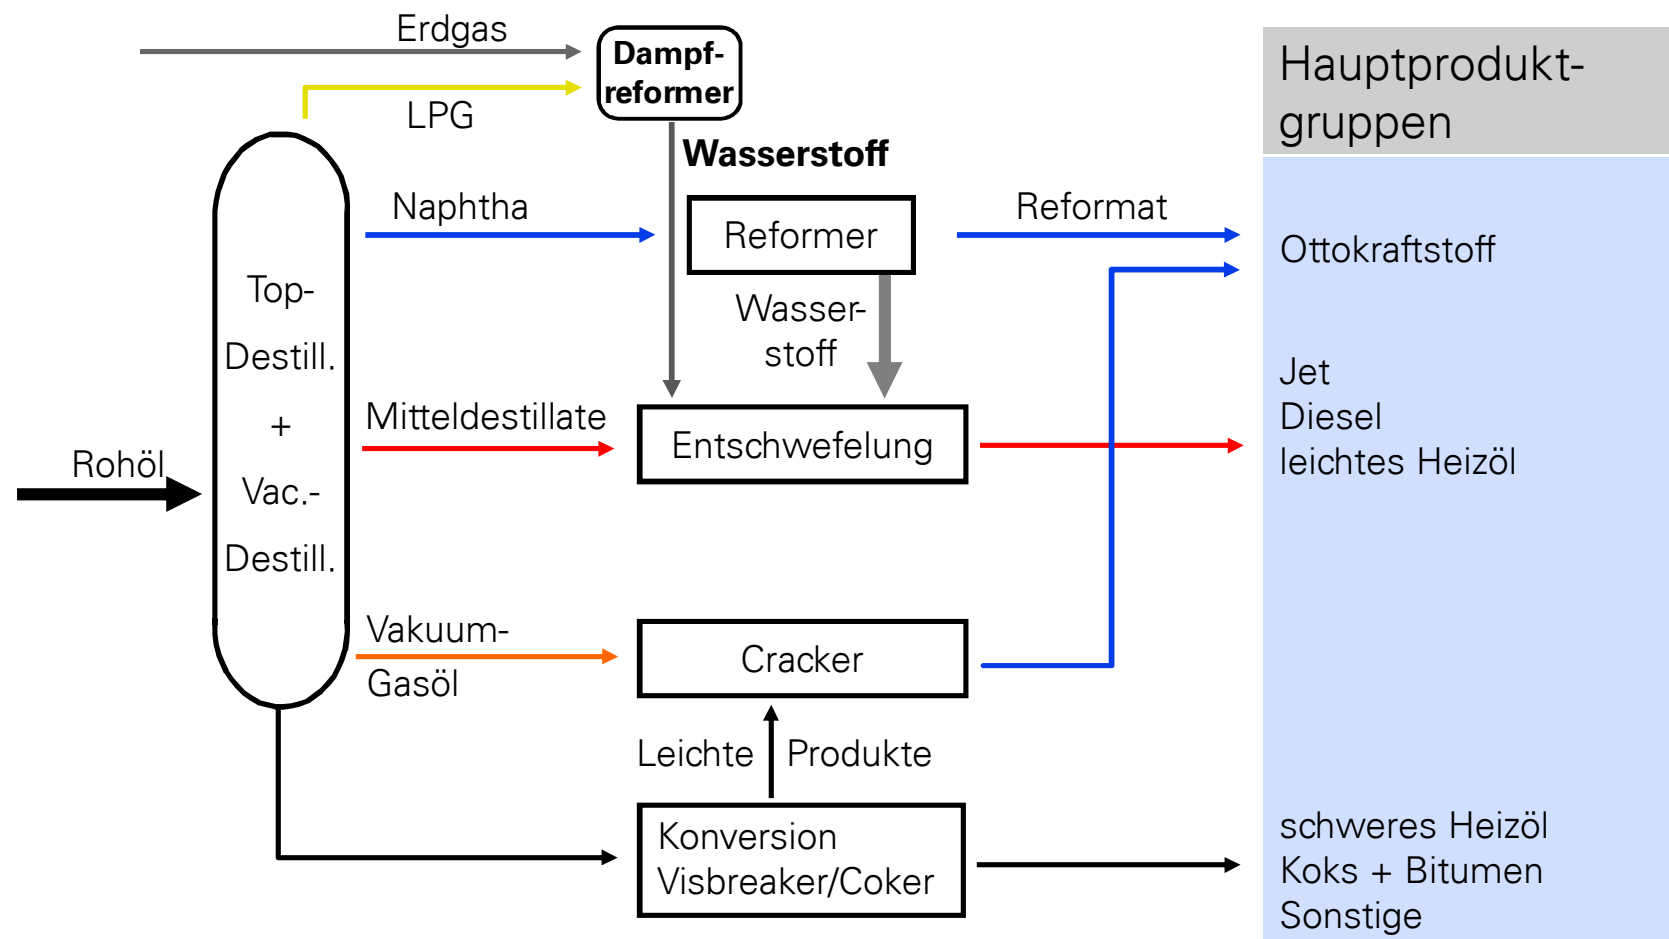 Erdgas
LPG
Dampf-
reformer
Wasserstoff
Naphtha
Reformer
Reformat
Wasser-
stoff
Top-
Destill.
+
Vac.-
Destill.
Rohöl
Mitteldestillate
Entschwefelung
Vakuum-
Gasöl
Cracker
Leichte Produkte
Konversion
Visbreaker/Coker
Hauptprodukt-
gruppen
Ottokraftstoff
Jet
Diesel
leichtes Heizöl
schweres Heizöl
Koks + Bitumen
Sonstige